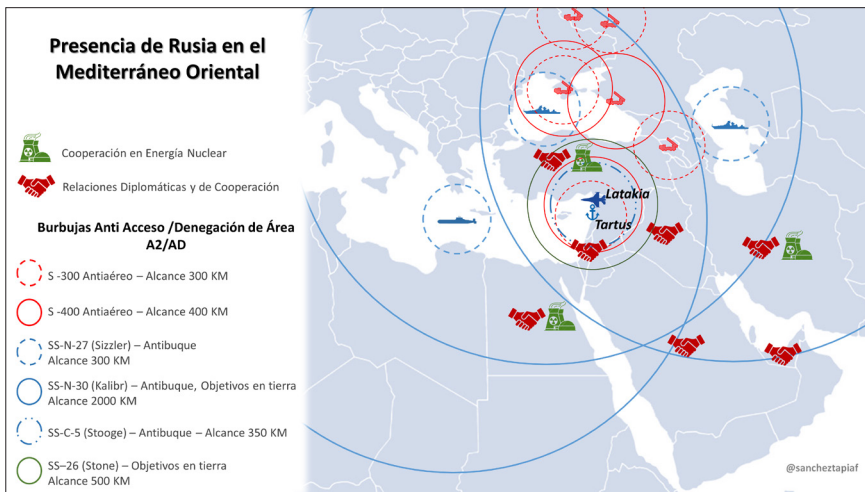 Presencia de Rusia en el
Mediterráneo Oriental
Cooperación en Energía Nuclear
Relaciones Diplomáticas y de Cooperación
Burbujas Anti Acceso /Denegación de Área
A2/AD
S -300 Antiaéreo – Alcance 300 KM
S -400 Antiaéreo – Alcance 400 KM
SS-N-27 (Sizzler) – Antibuque
Alcance 300 KM
SS-N-30 (Kalibr) – Antibuque, Objetivos en tierra
Alcance 2000 KM
SS-C-5 (Stooge) – Antibuque – Alcance 350 KM
SS–26 (Stone) – Objetivos en tierra
Alcance 500 KM
Latakia
Tartus
@sancheztapiaf